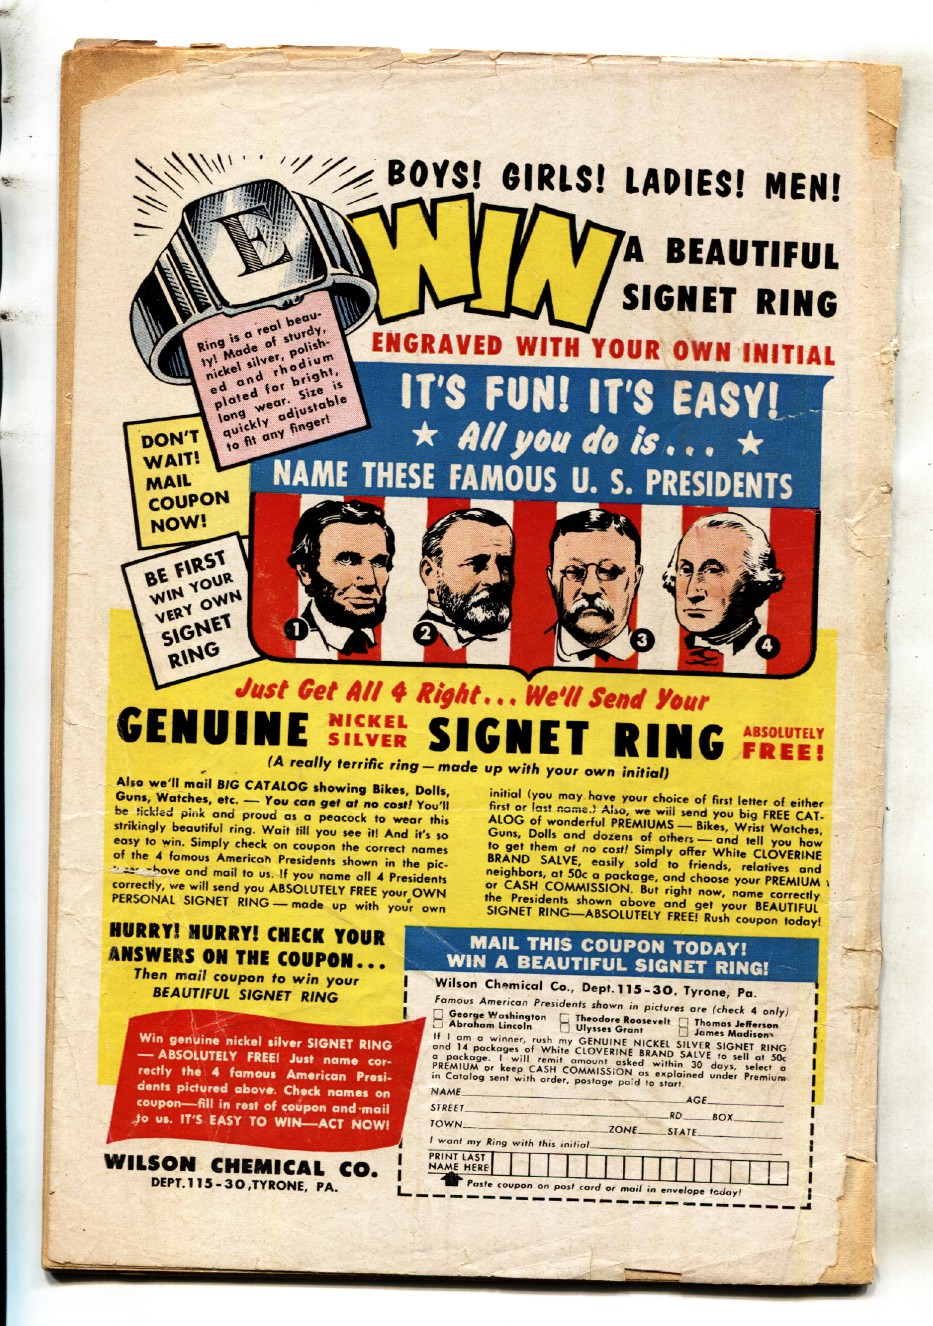 BOYS! GIRLS! LADIES! MEN!
E
WIN
A BEAUTIFUL
SIGNET RING
ENGRAVED WITH YOUR OWN INITIAL
Ring is a real beau-
ty! Made of sturdy,
nickel silver, polish-
ed and rhodium
plated for bright,
long wear. Size is
quickly adjustable
to fit any finger!
IT'S FUN! IT'S EASY!
All you do is...
NAME THESE FAMOUS U. S. PRESIDENTS
DON'T
WAIT!
MAIL
COUPON
NOW!
BE FIRST
WIN YOUR
VERY OWN
SIGNET
RING
1
2
3
4
Just Get All 4 Right... We'll Send Your
GENUINE NICKEL SILVER SIGNET RING ABSOLUTELY FREE!
(A really terrific ring—made up with your own initial)
Also we'll mail BIG CATALOG showing Bikes, Dolls,
Guns, Watches, etc. — You can get at no cost! You'll
be tickled pink and proud as a peacock to wear this
strikingly beautiful ring. Wait till you see it! And it's so
easy to win. Simply check on coupon the correct names
of the 4 famous American Presidents shown in the pic-
above and mail to us. If you name all 4 Presidents
correctly, we will send you ABSOLUTELY FREE your OWN
PERSONAL SIGNET RING — made up with your own
initial (you may have your choice of first letter of either
first or last name.) Also, we will send you big FREE CAT-
ALOG of wonderful PREMIUMS — Bikes, Wrist Watches,
Guns, Dolls and dozens of others — and tell you how
to get them at no cost! Simply offer White CLOVERINE
BRAND SALVE, easily sold to friends, relatives and
neighbors, at 50c a package, and choose your PREMIUM
or CASH COMMISSION. But right now, name correctly
the Presidents shown above and get your BEAUTIFUL
SIGNET RING—ABSOLUTELY FREE! Rush coupon today!
HURRY! HURRY! CHECK YOUR
ANSWERS ON THE COUPON...
Then mail coupon to win your
BEAUTIFUL SIGNET RING
Win genuine nickel silver SIGNET RING
— ABSOLUTELY FREE! Just name cor-
rectly the 4 famous American Presi-
dents pictured above. Check names on
coupon—fill in rest of coupon and mail
to us. IT'S EASY TO WIN—ACT NOW!
WILSON CHEMICAL CO.
DEPT. 115-30, TYRONE, PA.
MAIL THIS COUPON TODAY!
WIN A BEAUTIFUL SIGNET RING!
Wilson Chemical Co., Dept. 115-30, Tyrone, Pa.
Famous American Presidents shown in pictures are (check 4 only)
George Washington Theodore Roosevelt Thomas Jefferson
Abraham Lincoln Ulysses Grant James Madison
If I am a winner, rush my GENUINE NICKEL SILVER SIGNET RING
and 14 packages of White CLOVERINE BRAND SALVE to sell at 50c
a package. I will remit amount asked within 30 days, select a
PREMIUM or keep CASH COMMISSION as explained under Premium
in Catalog sent with order, postage paid to start.
NAME AGE
STREET RD BOX
TOWN ZONE STATE
I want my Ring with this initial
PRINT LAST
NAME HERE
Paste coupon on post card or mail in envelope today!